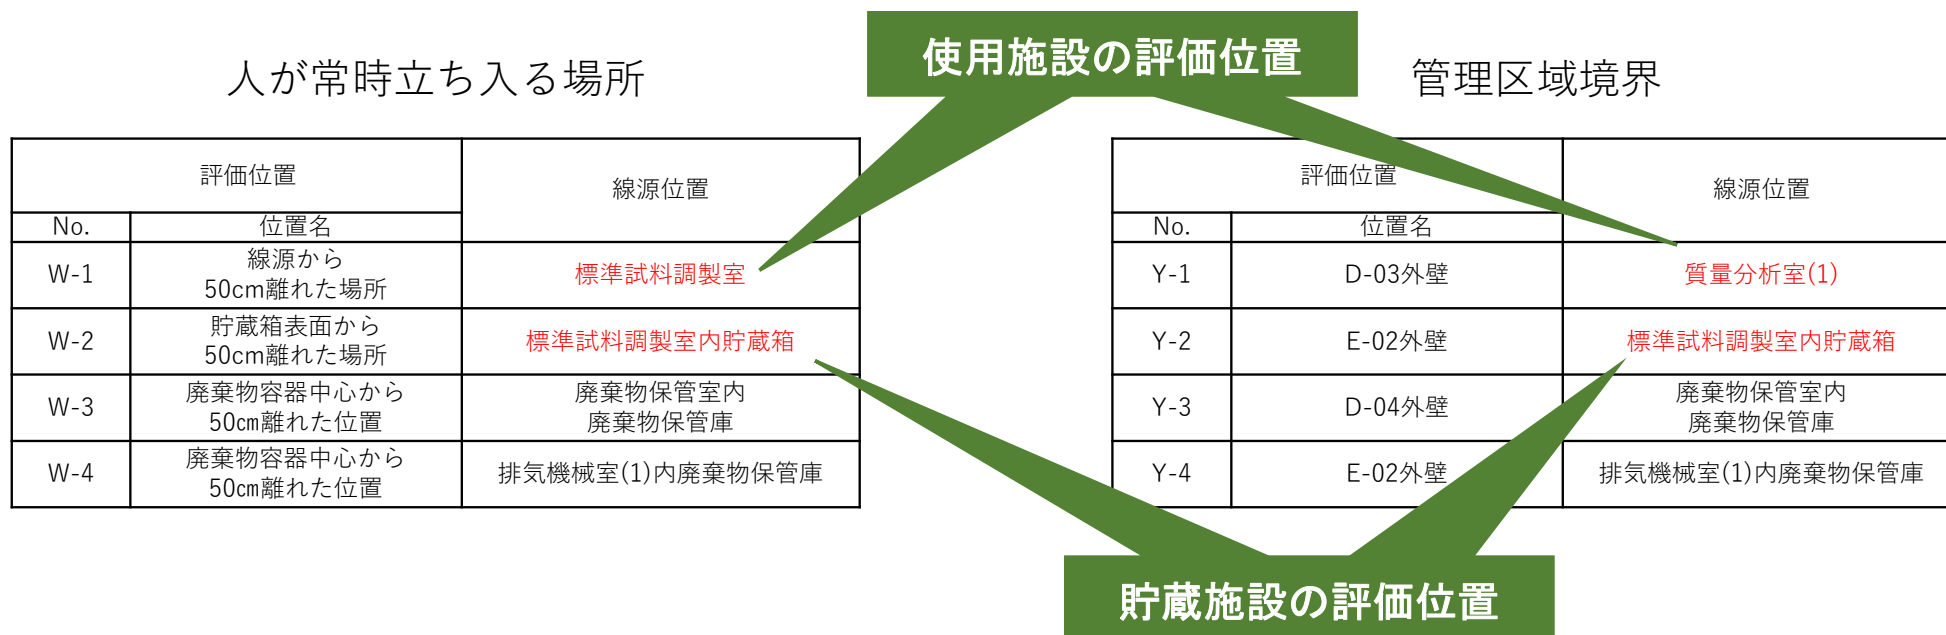 使用施設の評価位置
人が常時立ち入る場所
管理区域境界
評価位置 線源位置
No. 位置名
W-1 線源から
50cm離れた場所 標準試料調製室
W-2 貯蔵箱表面から
50cm離れた場所 標準試料調製室内貯蔵箱
W-3 廃棄物容器中心から
50㎝離れた位置 廃棄物保管室内
廃棄物保管庫
W-4 廃棄物容器中心から
50㎝離れた位置 排気機械室(1)内廃棄物保管庫
評価位置 線源位置
No. 位置名
Y-1 D-03外壁 質量分析室(1)
Y-2 E-02外壁 標準試料調製室内貯蔵箱
Y-3 D-04外壁 廃棄物保管室内
廃棄物保管庫
Y-4 E-02外壁 排気機械室(1)内廃棄物保管庫
貯蔵施設の評価位置